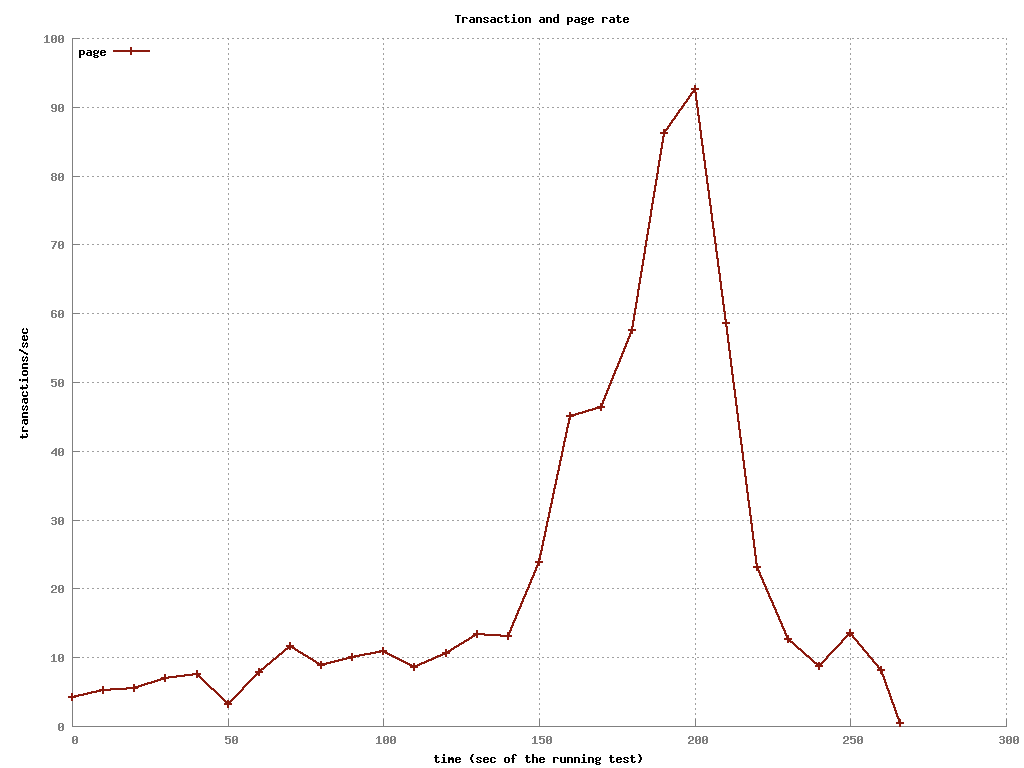 Transaction and page rate
100
page
90
80
70
60
50
40
30
20
10
0
transactions/sec
0 50 100 150 200 250 300
time (sec of the running test)